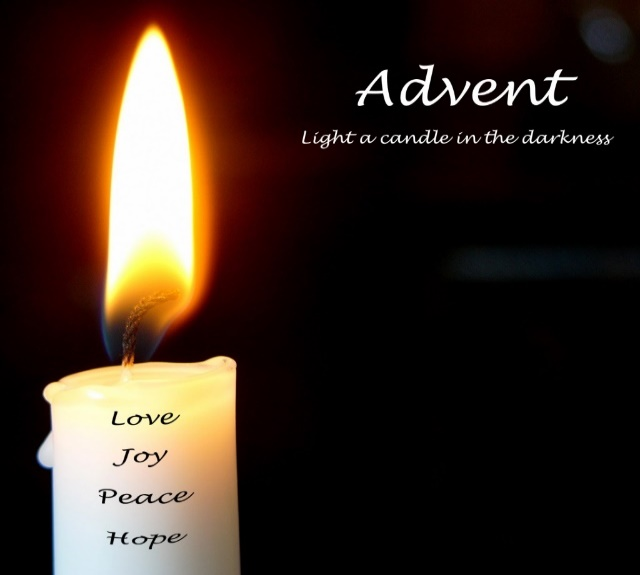 Advent
Light a candle in the darkness
Love
Joy
Peace
Hope